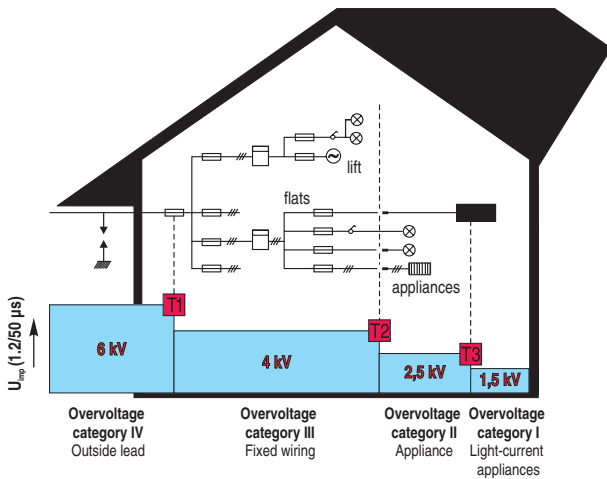 lift
flats
appliances
Uimp (1.2/50 µs)
T1
T2
T3
6 kV
4 kV
2,5 kV
1,5 kV
Overvoltage
category IV
Outside lead
Overvoltage
category III
Fixed wiring
Overvoltage
category II
Appliance
Overvoltage
category I
Light-current
appliances